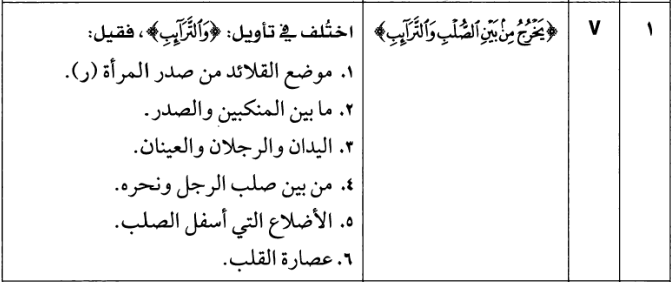 ١ ٧ ﴿يَخْرُجُ مِنْ بَيْنِ الصُّلْبِ وَالتَّرَائِبِ﴾ اختُلف في تأويل: ﴿وَالتَّرَائِبِ﴾، فقيل:
١. موضع القلائد من صدر المرأة (ر).
٢. ما بين المنكبين والصدر.
٣. اليدان والرجلان والعينان.
٤. من بين صلب الرجل ونحره.
٥. الأضلاع التي أسفل الصلب.
٦. عصارة القلب.